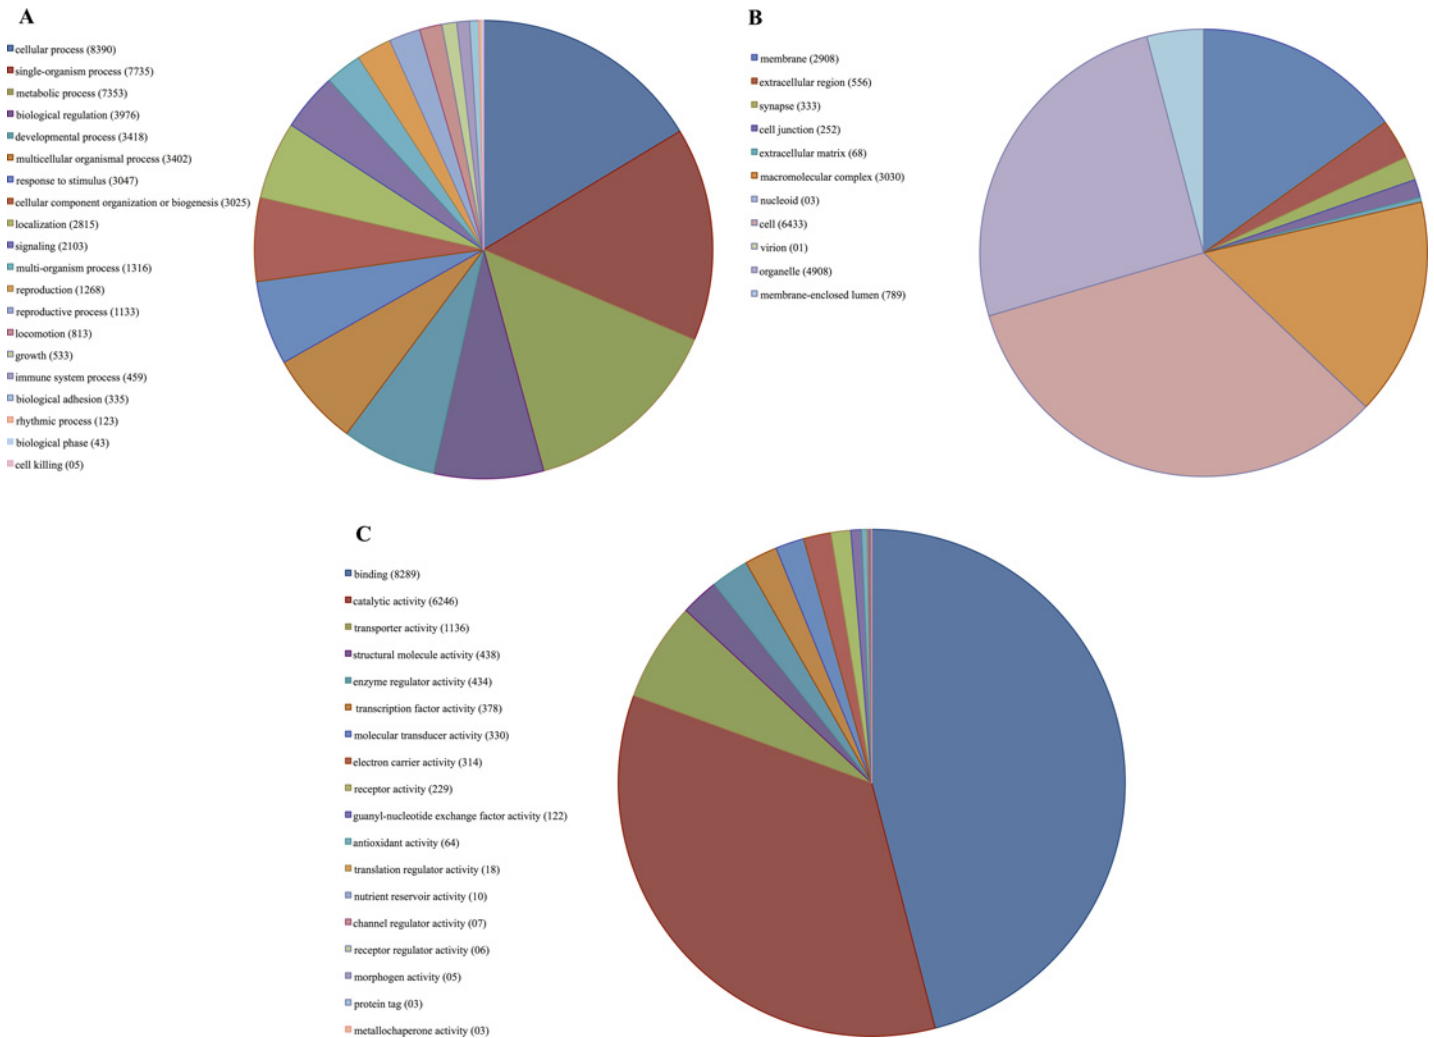 A
cellular process (8390)
single-organism process (7735)
metabolic process (7353)
biological regulation (3976)
developmental process (3418)
multicellular organismal process (3402)
response to stimulus (3047)
cellular component organization or biogenesis (3025)
localization (2815)
signaling (2103)
multi-organism process (1316)
reproduction (1268)
reproductive process (1133)
locomotion (813)
growth (533)
immune system process (459)
biological adhesion (335)
rhythmic process (123)
biological phase (43)
cell killing (05)
B
membrane (2908)
extracellular region (556)
synapse (333)
cell junction (252)
extracellular matrix (68)
macromolecular complex (3030)
nucleoid (03)
cell (6433)
virion (01)
organelle (4908)
membrane-enclosed lumen (789)
C
binding (8289)
catalytic activity (6246)
transporter activity (1136)
structural molecule activity (438)
enzyme regulator activity (434)
transcription factor activity (378)
molecular transducer activity (330)
electron carrier activity (314)
receptor activity (229)
guanyl-nucleotide exchange factor activity (122)
antioxidant activity (64)
translation regulator activity (18)
nutrient reservoir activity (10)
channel regulator activity (07)
receptor regulator activity (06)
morphogen activity (05)
protein tag (03)
metallochaperone activity (03)